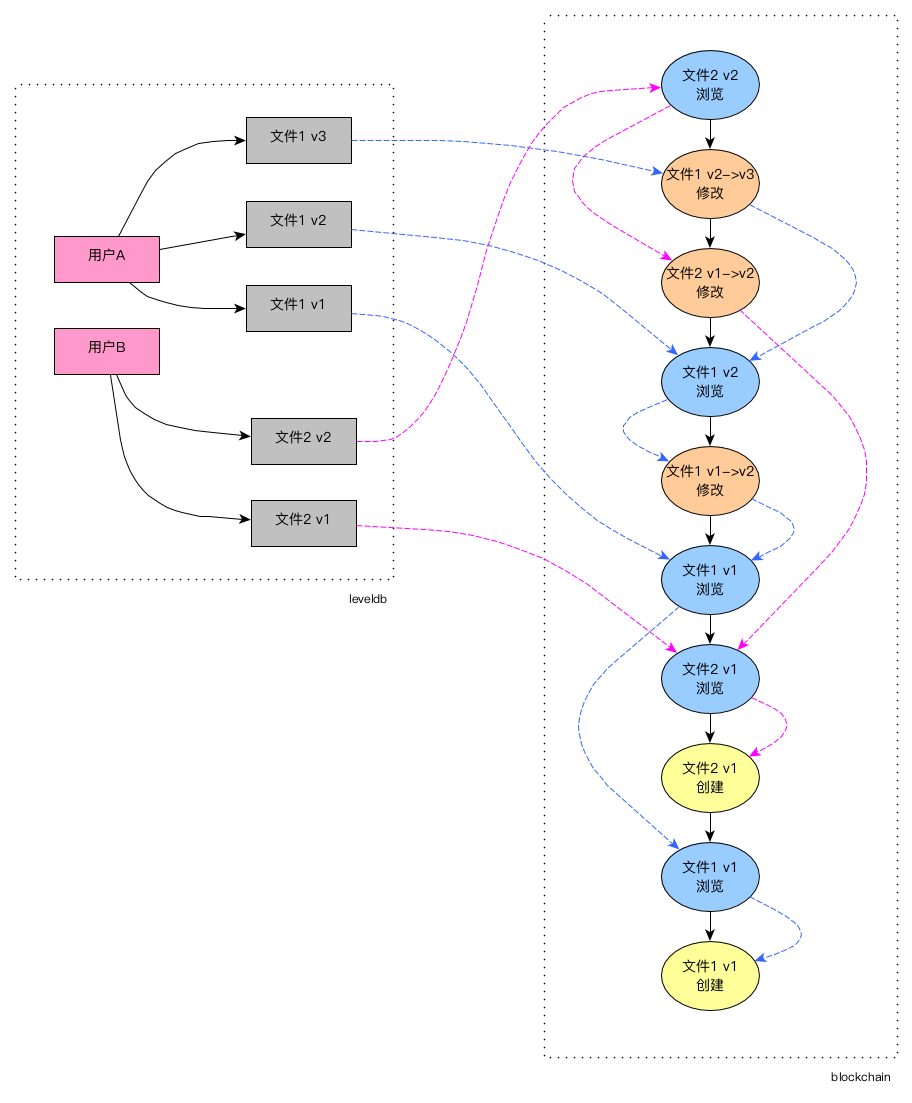 文件1 v3
文件1 v2
用户A
文件1 v1
用户B
文件2 v2
文件2 v1
leveldb
文件2 v2
浏览
文件1 v2->v3
修改
文件2 v1->v2
修改
文件1 v2
浏览
文件1 v1->v2
修改
文件1 v1
浏览
文件2 v1
浏览
文件2 v1
创建
文件1 v1
浏览
文件1 v1
创建
blockchain